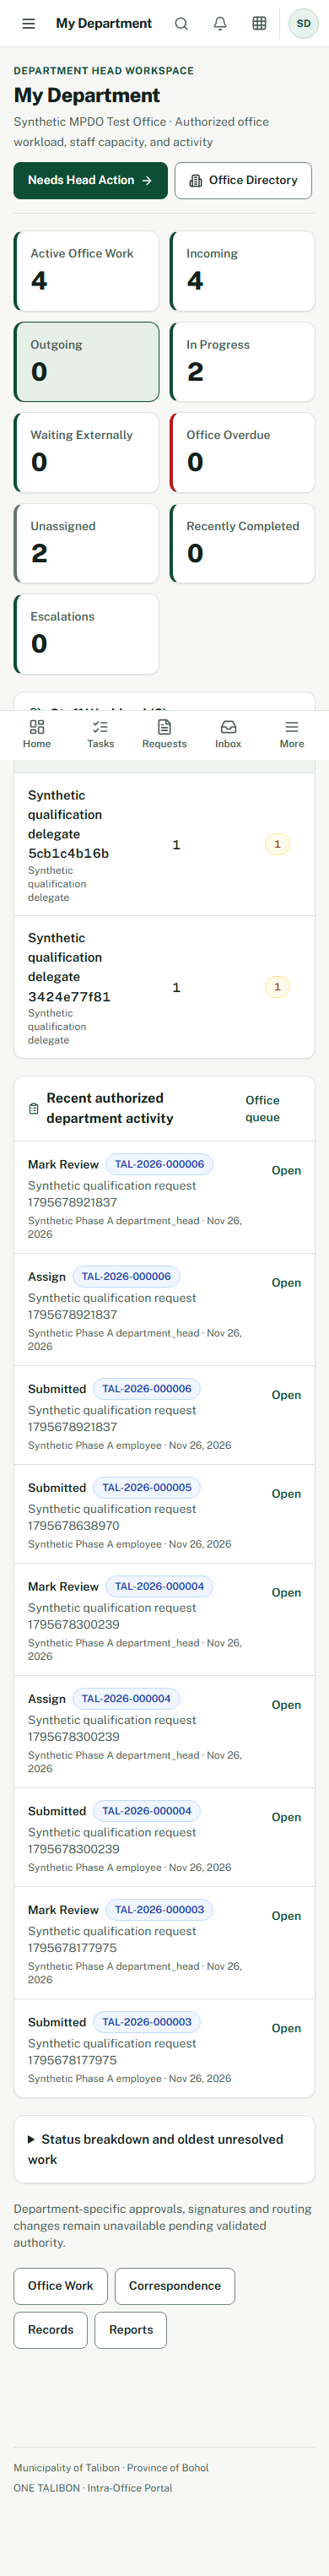 My Department
SD
DEPARTMENT HEAD WORKSPACE
My Department
Synthetic MPDO Test Office · Authorized office
workload, staff capacity, and activity
Needs Head Action →
Office Directory
Active Office Work
4
Incoming
4
Outgoing
0
In Progress
2
Waiting Externally
0
Office Overdue
0
Unassigned
2
Recently Completed
0
Escalations
0
Home
Tasks
Requests
Inbox
More
Synthetic
qualification
delegate
5cb1c4b16b
Synthetic
qualification
delegate
1
1
Synthetic
qualification
delegate
3424e77f81
Synthetic
qualification
delegate
1
1
Recent authorized
department activity
Office
queue
Mark Review TAL-2026-000006
Open
Synthetic qualification request
1795678921837
Synthetic Phase A department_head · Nov 26,
2026
Assign TAL-2026-000006
Open
Synthetic qualification request
1795678921837
Synthetic Phase A department_head · Nov 26,
2026
Submitted TAL-2026-000006
Open
Synthetic qualification request
1795678921837
Synthetic Phase A employee · Nov 26, 2026
Submitted TAL-2026-000005
Open
Synthetic qualification request
1795678638970
Synthetic Phase A employee · Nov 26, 2026
Mark Review TAL-2026-000004
Open
Synthetic qualification request
1795678300239
Synthetic Phase A department_head · Nov 26,
2026
Assign TAL-2026-000004
Open
Synthetic qualification request
1795678300239
Synthetic Phase A department_head · Nov 26,
2026
Submitted TAL-2026-000004
Open
Synthetic qualification request
1795678300239
Synthetic Phase A employee · Nov 26, 2026
Mark Review TAL-2026-000003
Open
Synthetic qualification request
1795678177975
Synthetic Phase A department_head · Nov 26,
2026
Submitted TAL-2026-000003
Open
Synthetic qualification request
1795678177975
Synthetic Phase A employee · Nov 26, 2026
Status breakdown and oldest unresolved
work
Department-specific approvals, signatures and routing
changes remain unavailable pending validated
authority.
Office Work
Correspondence
Records
Reports
Municipality of Talibon · Province of Bohol
ONE TALIBON · Intra-Office Portal